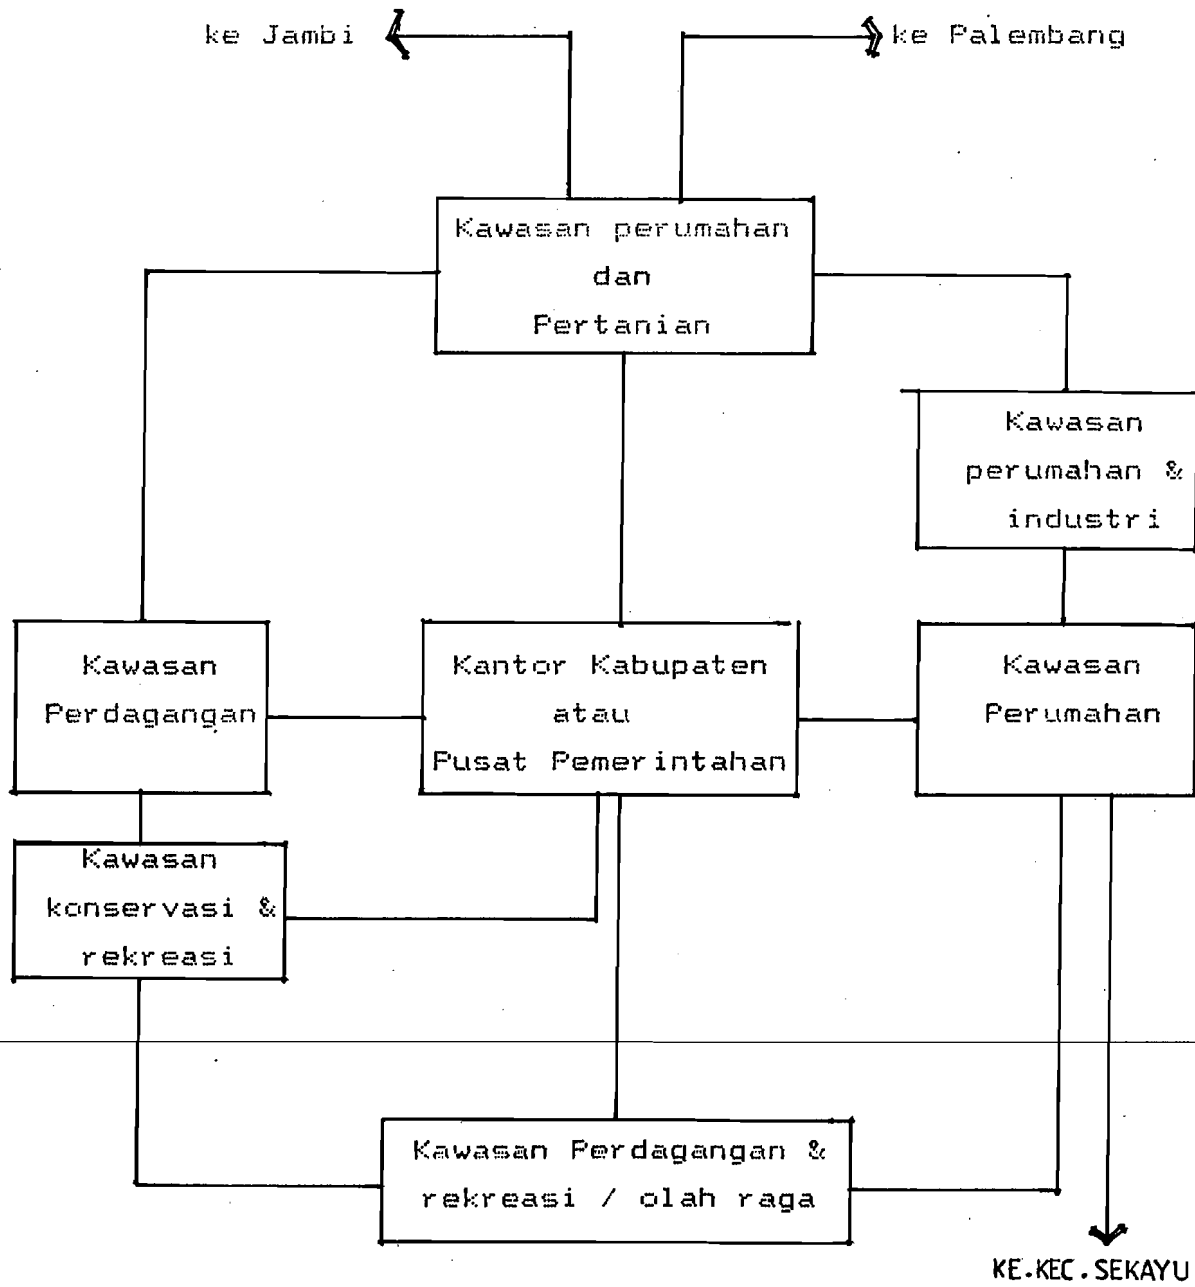 ke Jambi
ke Palembang
Kawasan perumahan
dan
Pertanian
Kawasan
perumahan &
industri
Kawasan
Perdagangan
Kantor Kabupaten
atau
Pusat Pemerintahan
Kawasan
Perumahan
Kawasan
konservasi &
rekreasi
Kawasan Perdagangan &
rekreasi / olah raga
KE.KEC.SEKAYU